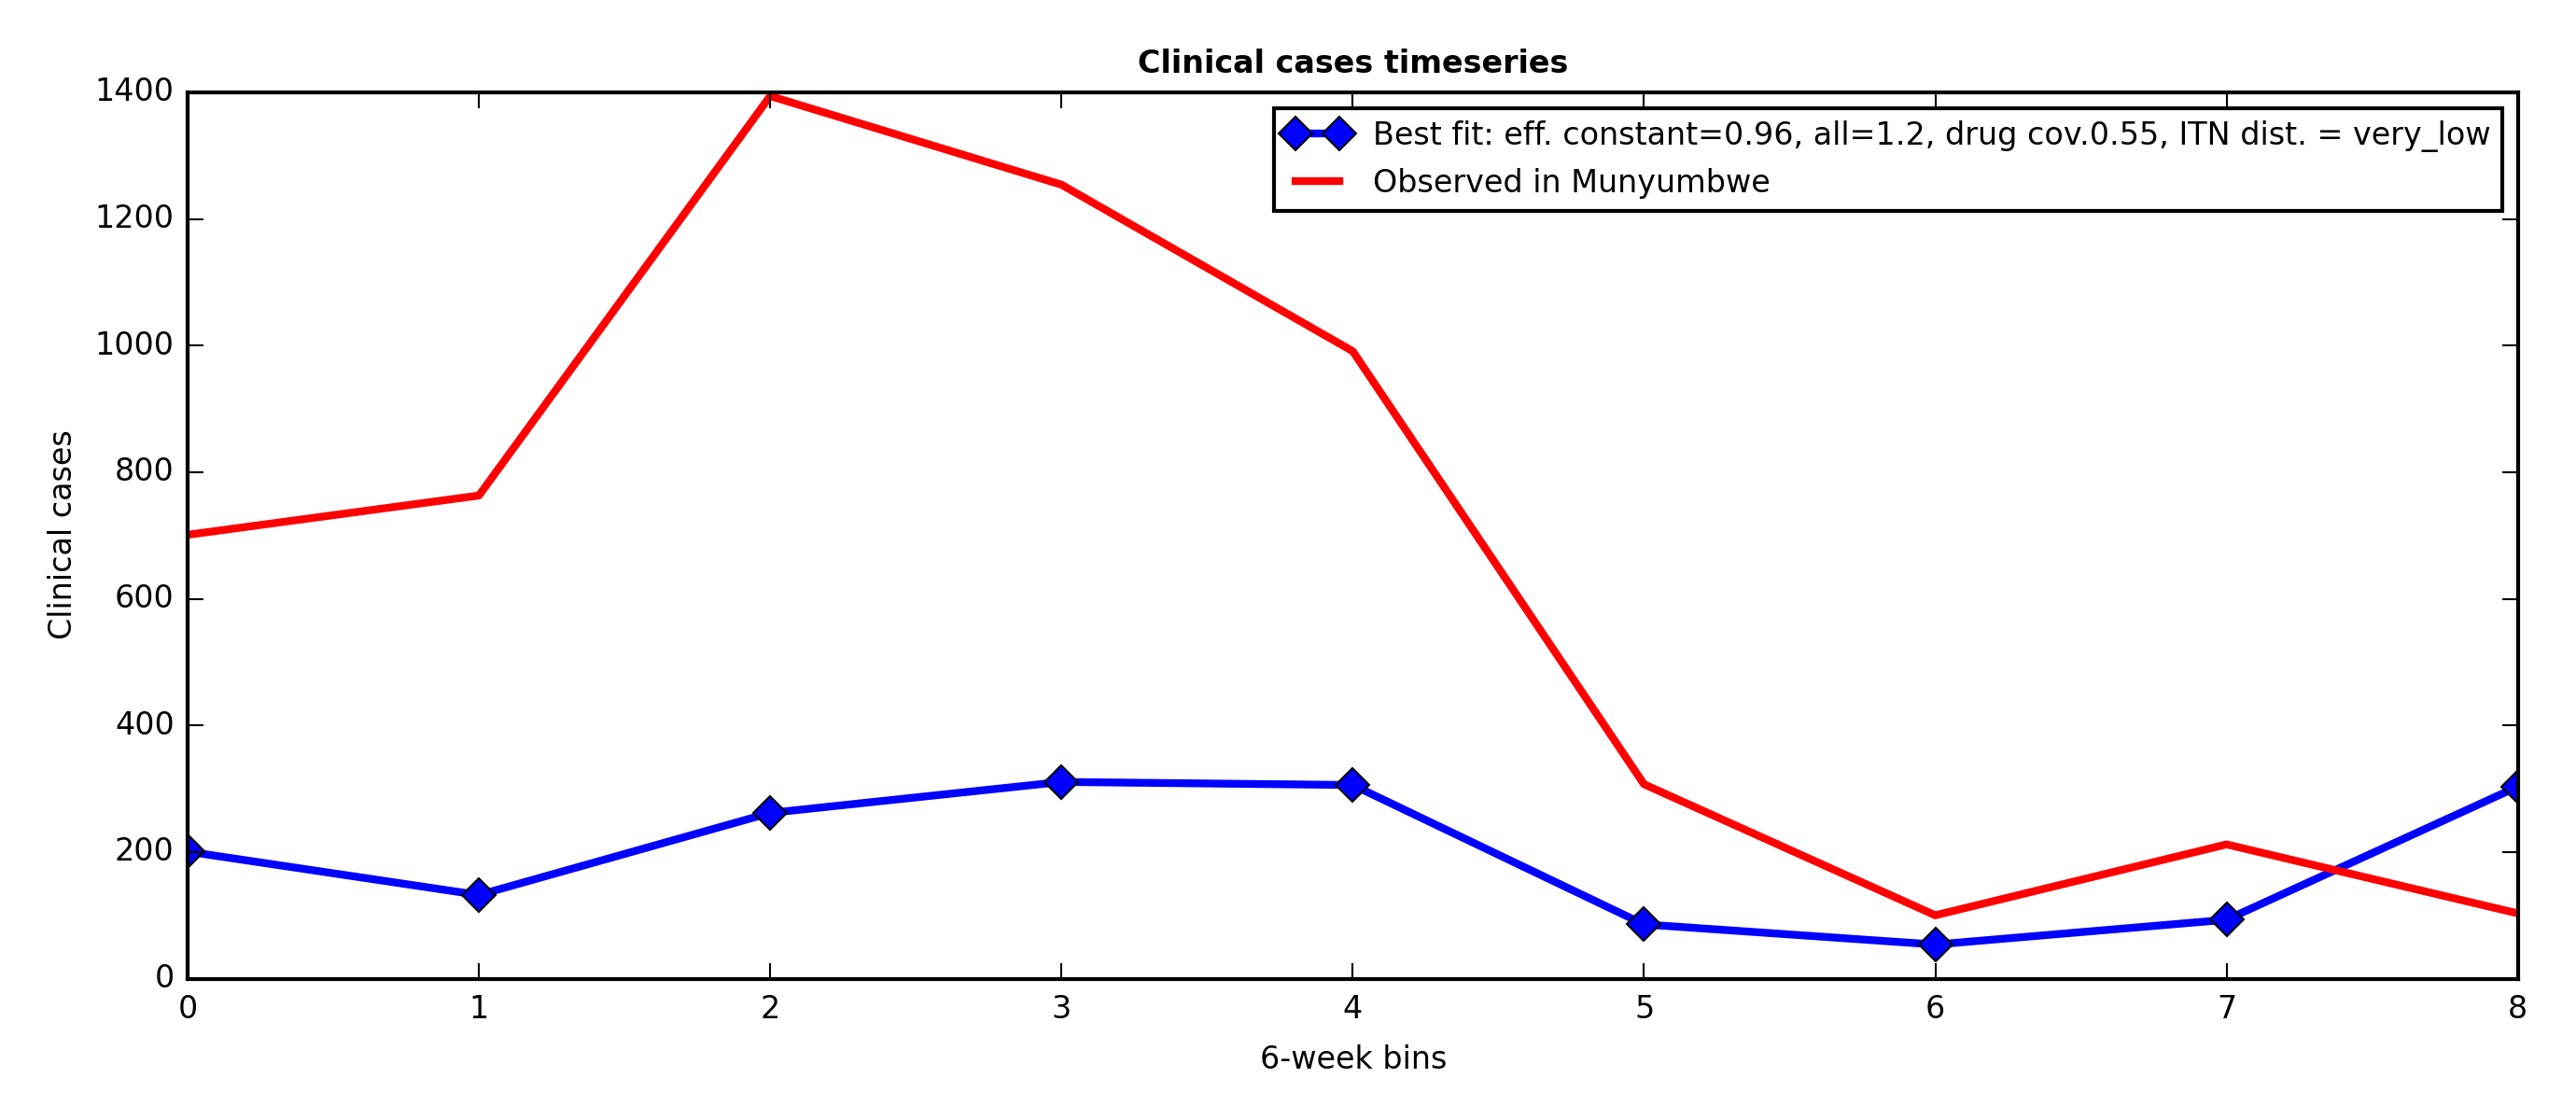 Clinical cases timeseries
1400
1200
1000
800
600
400
200
0
Clinical cases
Best fit: eff. constant=0.96, all=1.2, drug cov.0.55, ITN dist. = very_low
Observed in Munyumbwe
0 1 2 3 4 5 6 7 8
6-week bins